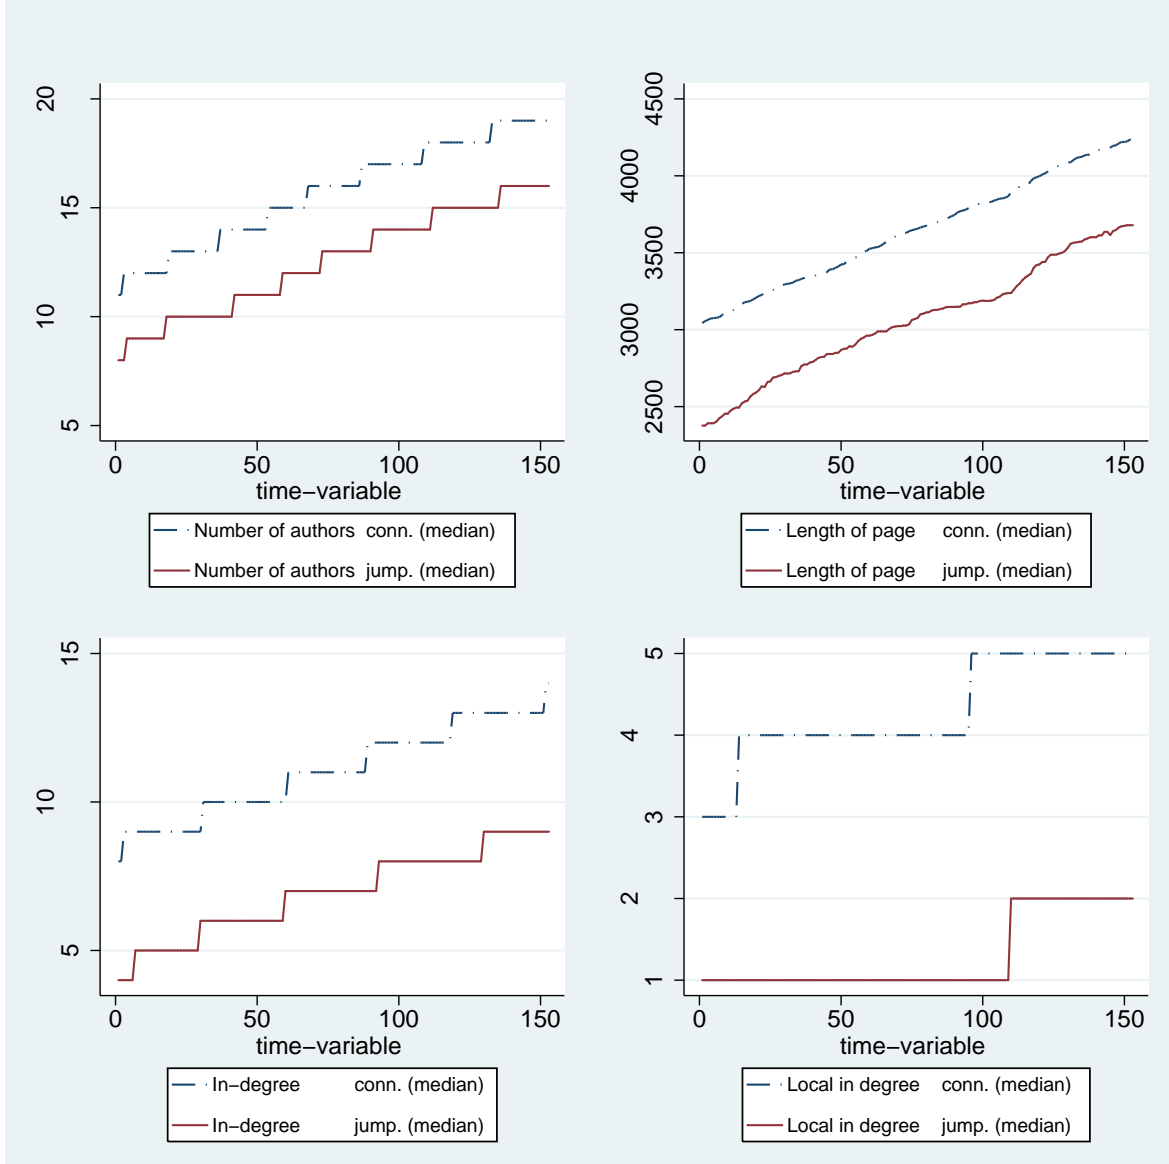 20
15
10
5
0 50 100 150
time-variable
Number of authors conn. (median)
Number of authors jump. (median)
4500
4000
3500
3000
2500
0 50 100 150
time-variable
Length of page conn. (median)
Length of page jump. (median)
15
10
5
0 50 100 150
time-variable
In-degree conn. (median)
In-degree jump. (median)
5
4
3
2
1
0 50 100 150
time-variable
Local in degree conn. (median)
Local in degree jump. (median)